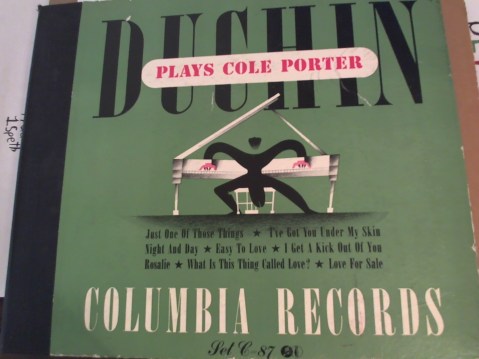 DUCHIN
PLAYS COLE PORTER
Just One Of Those Things ★ I've Got You Under My Skin
Night And Day ★ Easy To Love ★ I Get A Kick Out Of You
Rosalie ★ What Is This Thing Called Love? ★ Love For Sale
COLUMBIA RECORDS
Set C-87
1speth